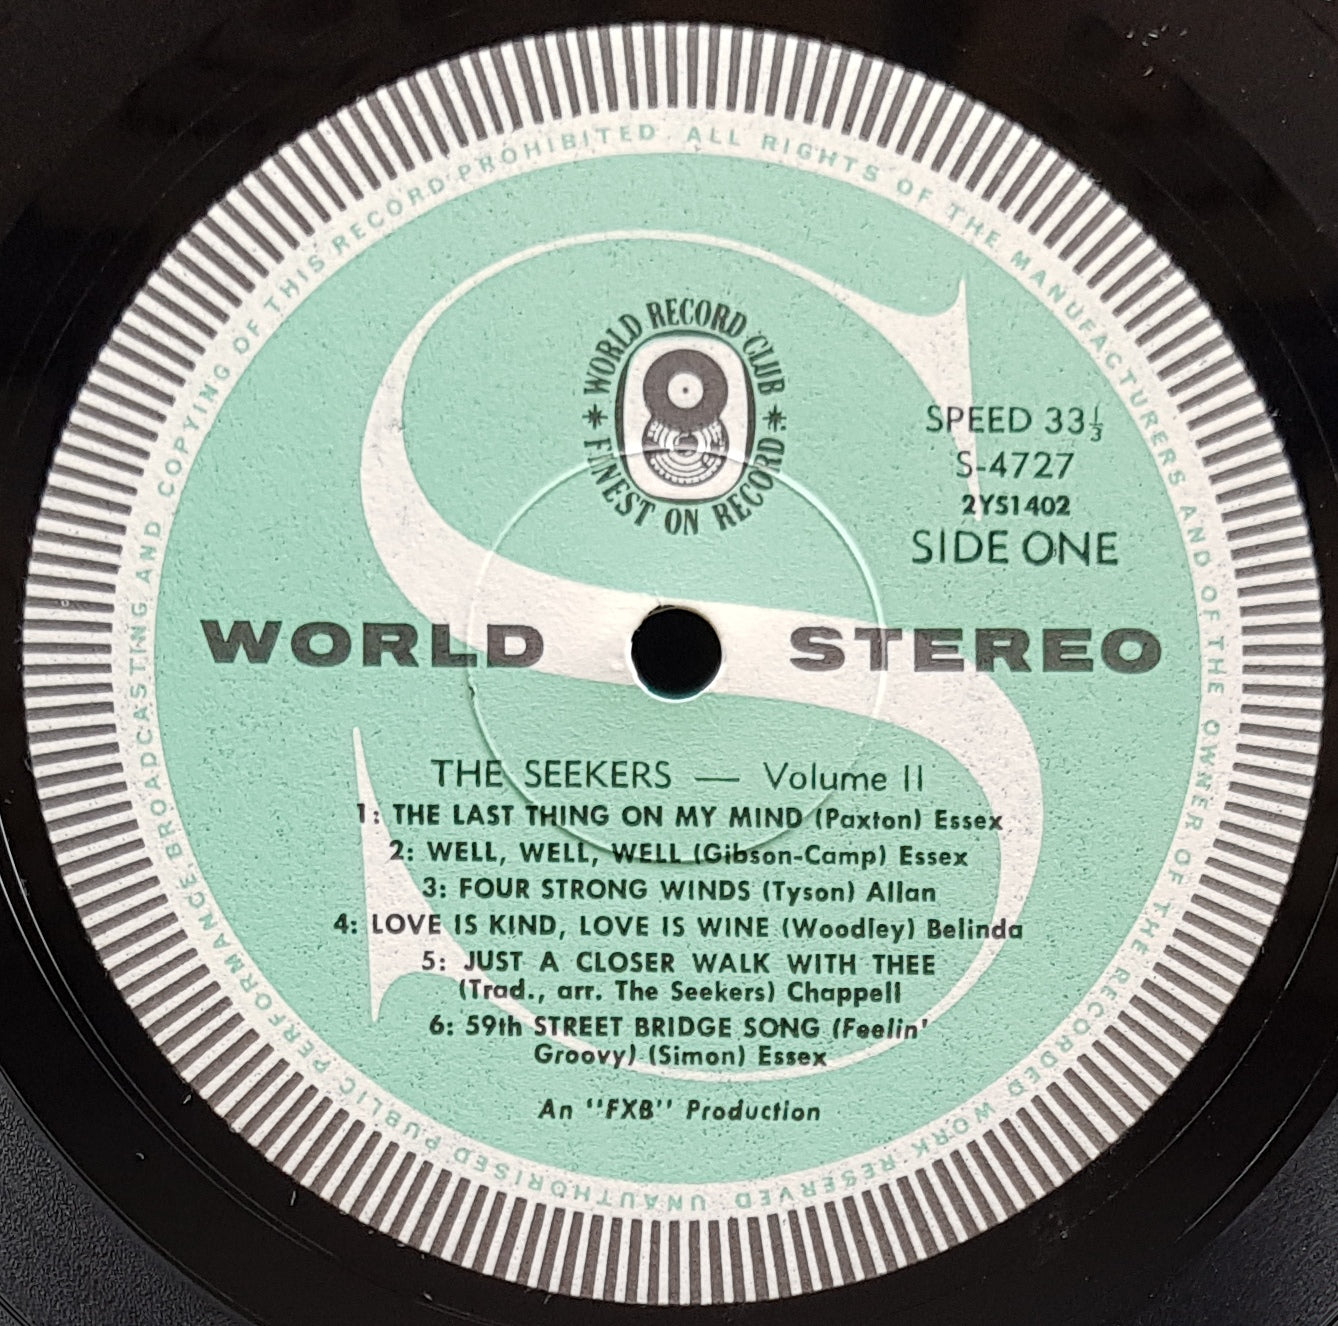 UNAUTHORISED PUBLIC PERFORMANCE, BROADCASTING AND COPYING OF THIS RECORD PROHIBITED . ALL RIGHTS OF THE MANUFACTURERS AND OF THE OWNER OF THE RECORDED WORK RESERVED
WORLD RECORD CLUB
* FINEST ON RECORD *
SPEED 33⅓
S-4727
2YS1402
SIDE ONE
WORLD STEREO
THE SEEKERS — Volume II
1: THE LAST THING ON MY MIND (Paxton) Essex
2: WELL, WELL, WELL (Gibson-Camp) Essex
3: FOUR STRONG WINDS (Tyson) Allan
4: LOVE IS KIND, LOVE IS WINE (Woodley) Belinda
5: JUST A CLOSER WALK WITH THEE
(Trad., arr. The Seekers) Chappell
6: 59th STREET BRIDGE SONG (Feelin'
Groovy) (Simon) Essex
An "FXB" Production